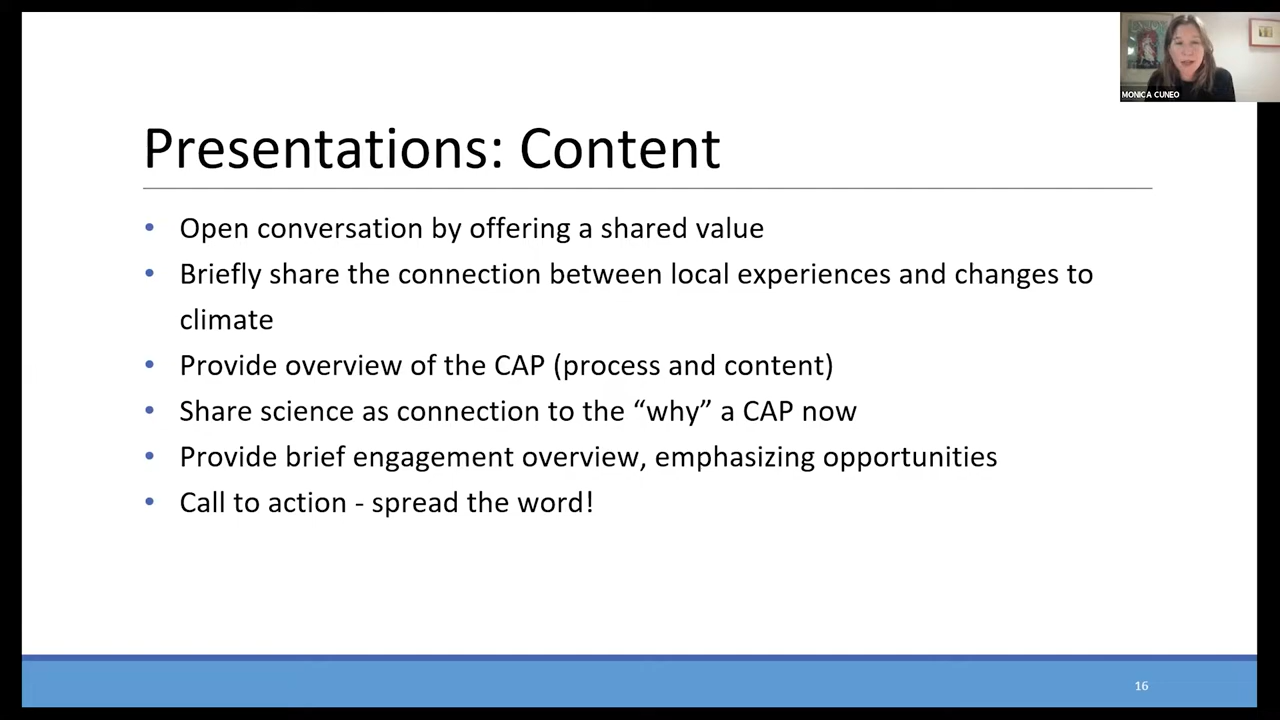 MONICA CUNEO
Presentations: Content
• Open conversation by offering a shared value
• Briefly share the connection between local experiences and changes to
climate
• Provide overview of the CAP (process and content)
• Share science as connection to the “why” a CAP now
• Provide brief engagement overview, emphasizing opportunities
• Call to action - spread the word!
16